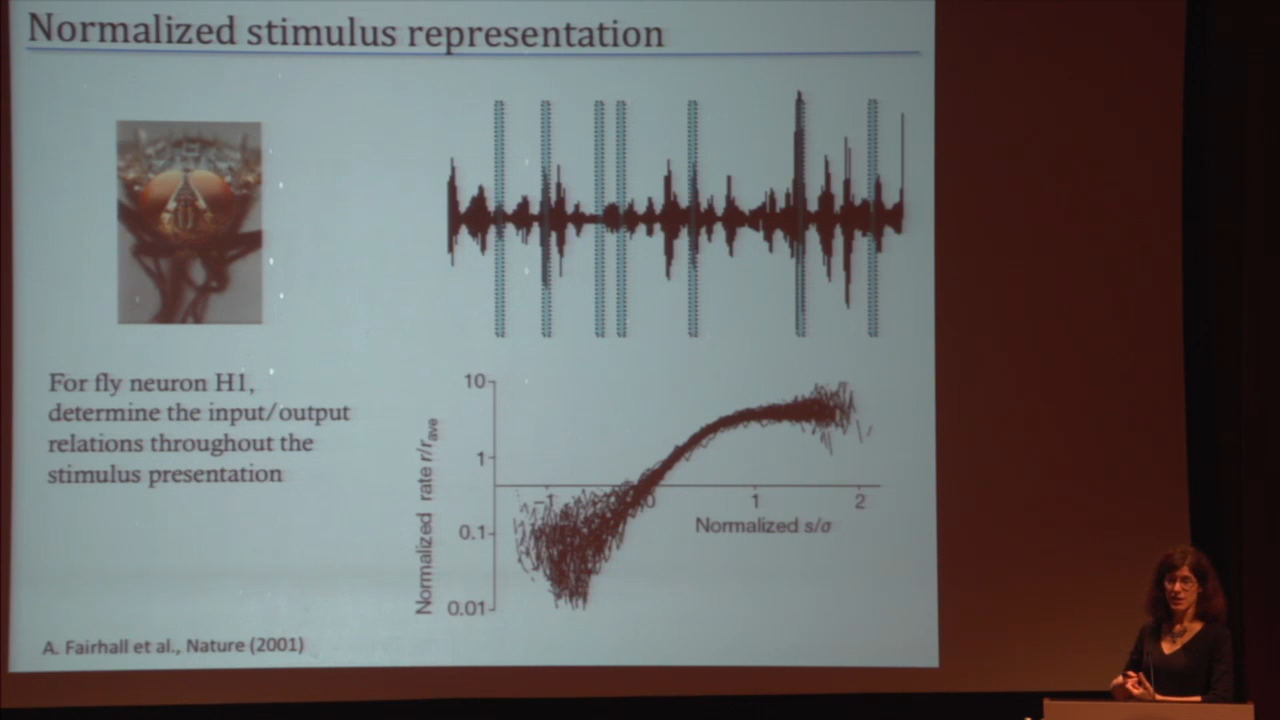 Normalized stimulus representation
For fly neuron H1,
determine the input/output
relations throughout the
stimulus presentation
10
1
0.1
0.01
Normalized rate r/rave
−1
0
1
2
Normalized s/σ
A. Fairhall et al., Nature (2001)